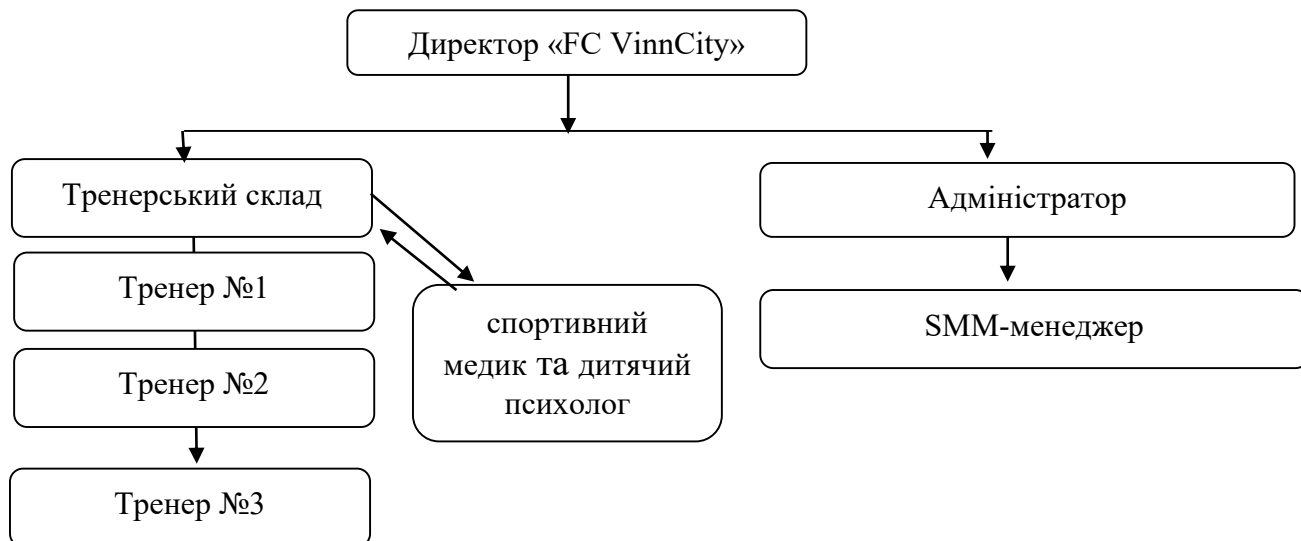 Директор «FC VinnCity»
Тренерський склад
Адміністратор
Тренер №1
спортивний
медик та дитячий
психолог
SMM-менеджер
Тренер №2
Тренер №3